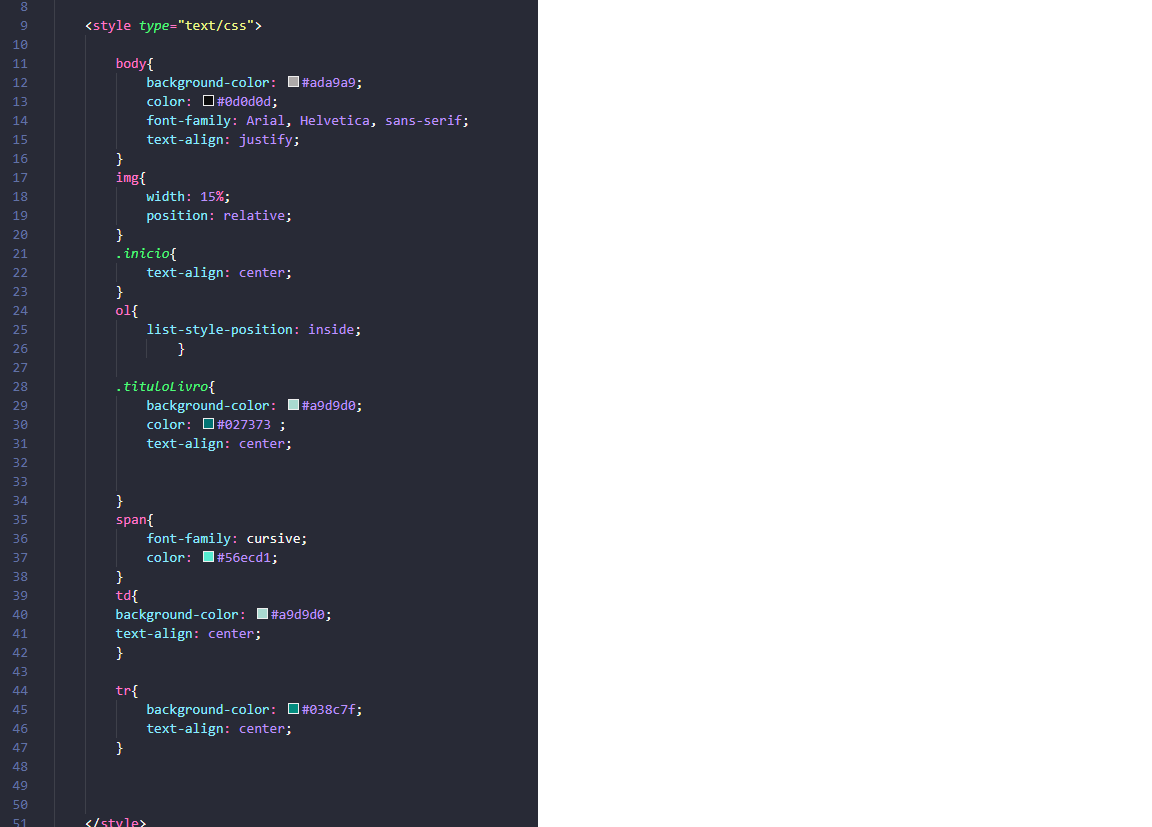 8
9 <style type="text/css">
10
11 body{
12 background-color: #ada9a9;
13 color: #0d0d0d;
14 font-family: Arial, Helvetica, sans-serif;
15 text-align: justify;
16 }
17 img{
18 width: 15%;
19 position: relative;
20 }
21 .inicio{
22 text-align: center;
23 }
24 ol{
25 list-style-position: inside;
26 }
27
28 .tituloLivro{
29 background-color: #a9d9d0;
30 color: #027373 ;
31 text-align: center;
32
33
34 }
35 span{
36 font-family: cursive;
37 color: #56ecd1;
38 }
39 td{
40 background-color: #a9d9d0;
41 text-align: center;
42 }
43
44 tr{
45 background-color: #038c7f;
46 text-align: center;
47 }
48
49
50
51 </style>